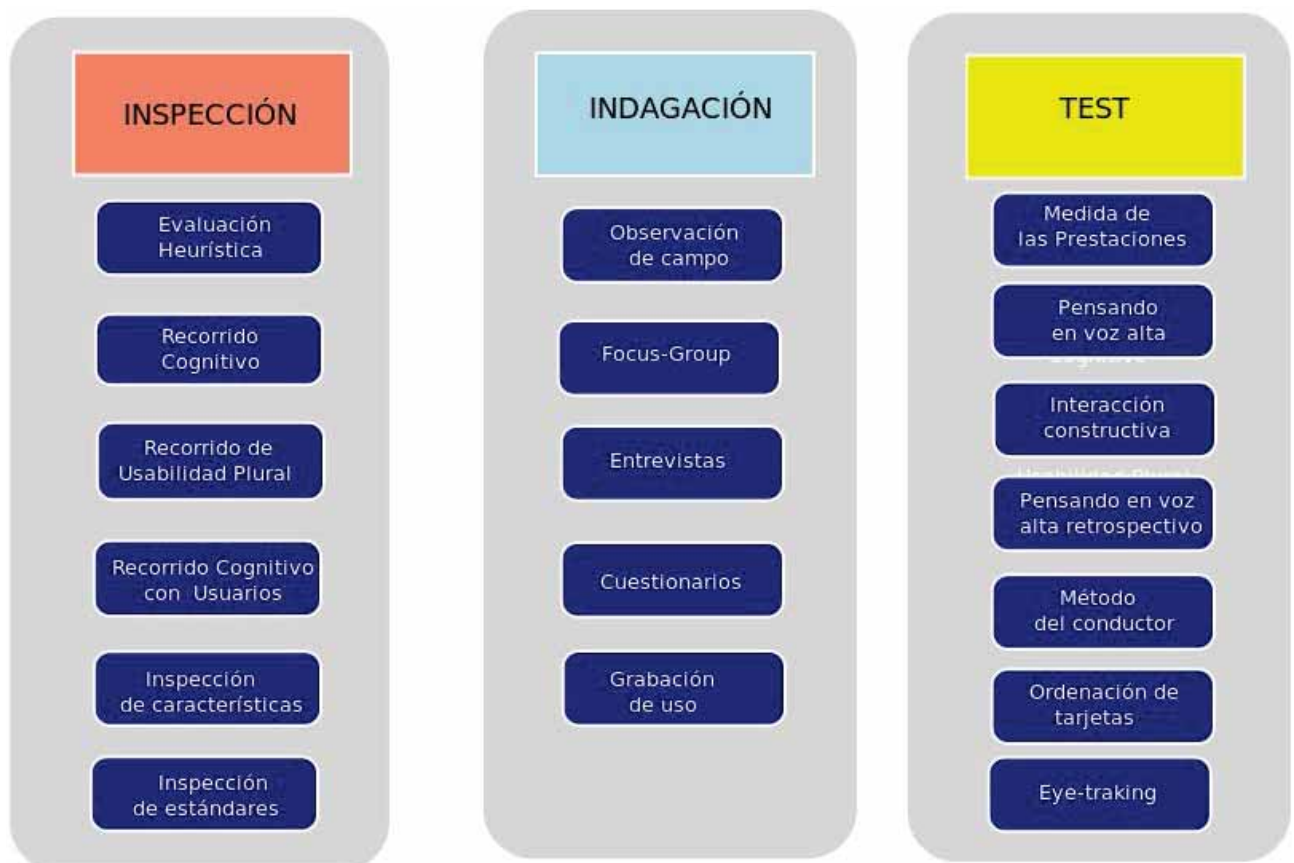 INSPECCIÓN
Evaluación
Heurística
Recorrido
Cognitivo
Recorrido de
Usabilidad Plural
Recorrido Cognitivo
con Usuarios
Inspección
de características
Inspección
de estándares
INDAGACIÓN
Observación
de campo
Focus-Group
Entrevistas
Cuestionarios
Grabación
de uso
TEST
Medida de
las Prestaciones
Pensando
en voz alta
Interacción
constructiva
Pensando en voz
alta retrospectivo
Método
del conductor
Ordenación de
tarjetas
Eye-traking